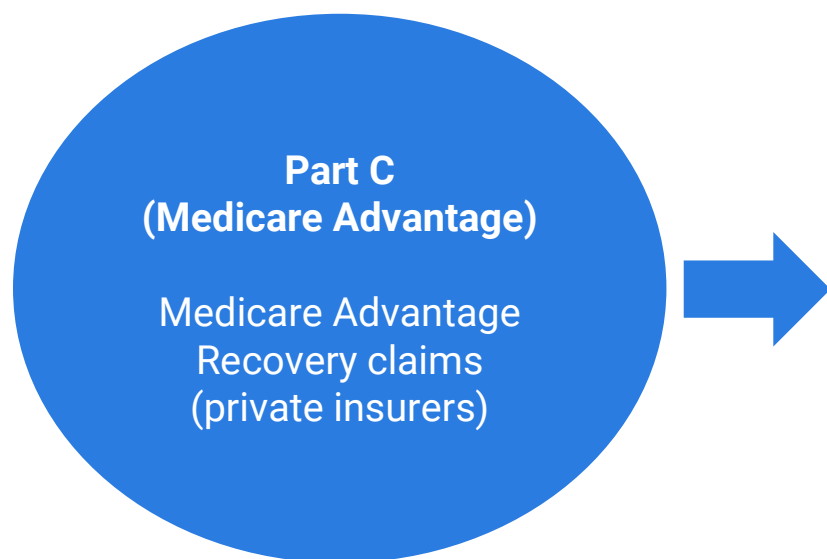 Part C
(Medicare Advantage)
Medicare Advantage
Recovery claims
(private insurers)